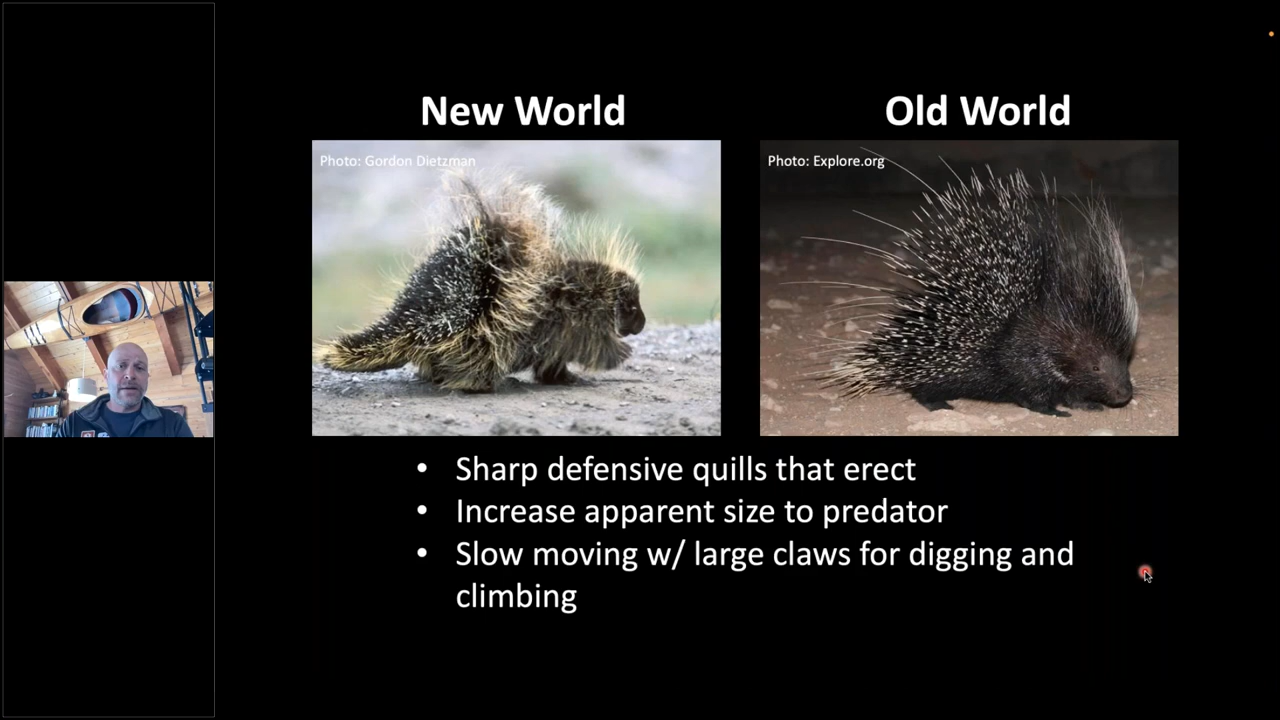 New World
Old World
Photo: Gordon Dietzman
Photo: Explore.org
• Sharp defensive quills that erect
• Increase apparent size to predator
• Slow moving w/ large claws for digging and
climbing